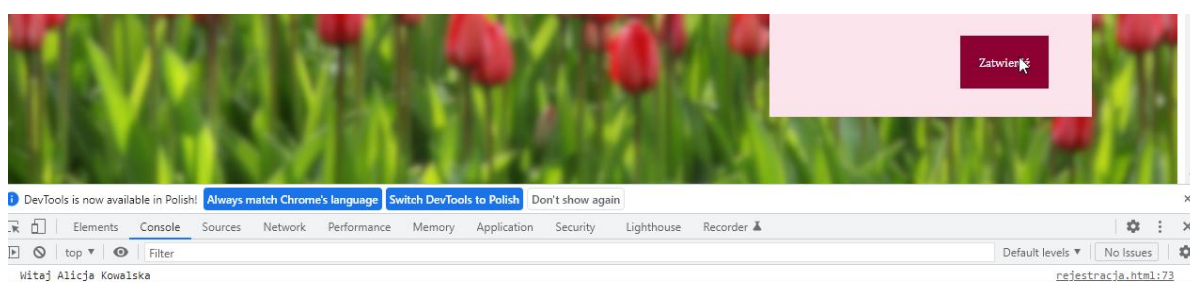 Zatwierdź
DevTools is now available in Polish! Always match Chrome's language Switch DevTools to Polish Don't show again
Elements Console Sources Network Performance Memory Application Security Lighthouse Recorder
top Filter Default levels No Issues
Witaj Alicja Kowalska rejestracja.html:73